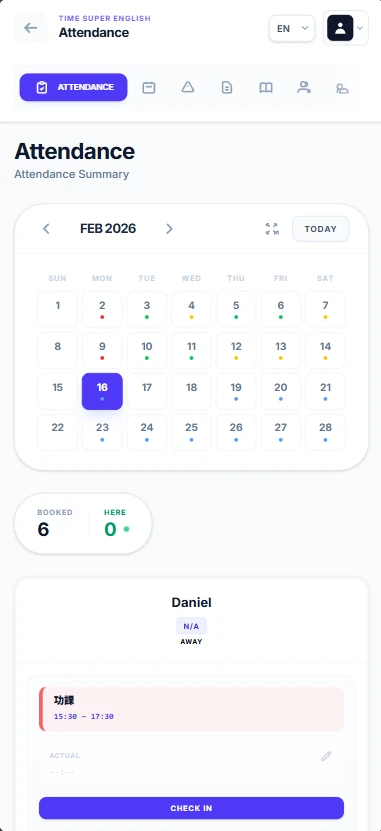 TIME SUPER ENGLISH
Attendance
EN
ATTENDANCE
Attendance
Attendance Summary
FEB 2026
TODAY
SUN MON TUE WED THU FRI SAT
1 2 3 4 5 6 7
8 9 10 11 12 13 14
15 16 17 18 19 20 21
22 23 24 25 26 27 28
BOOKED HERE
6 0
Daniel
N/A
AWAY
功課
15:30 – 17:30
ACTUAL
--:--
CHECK IN